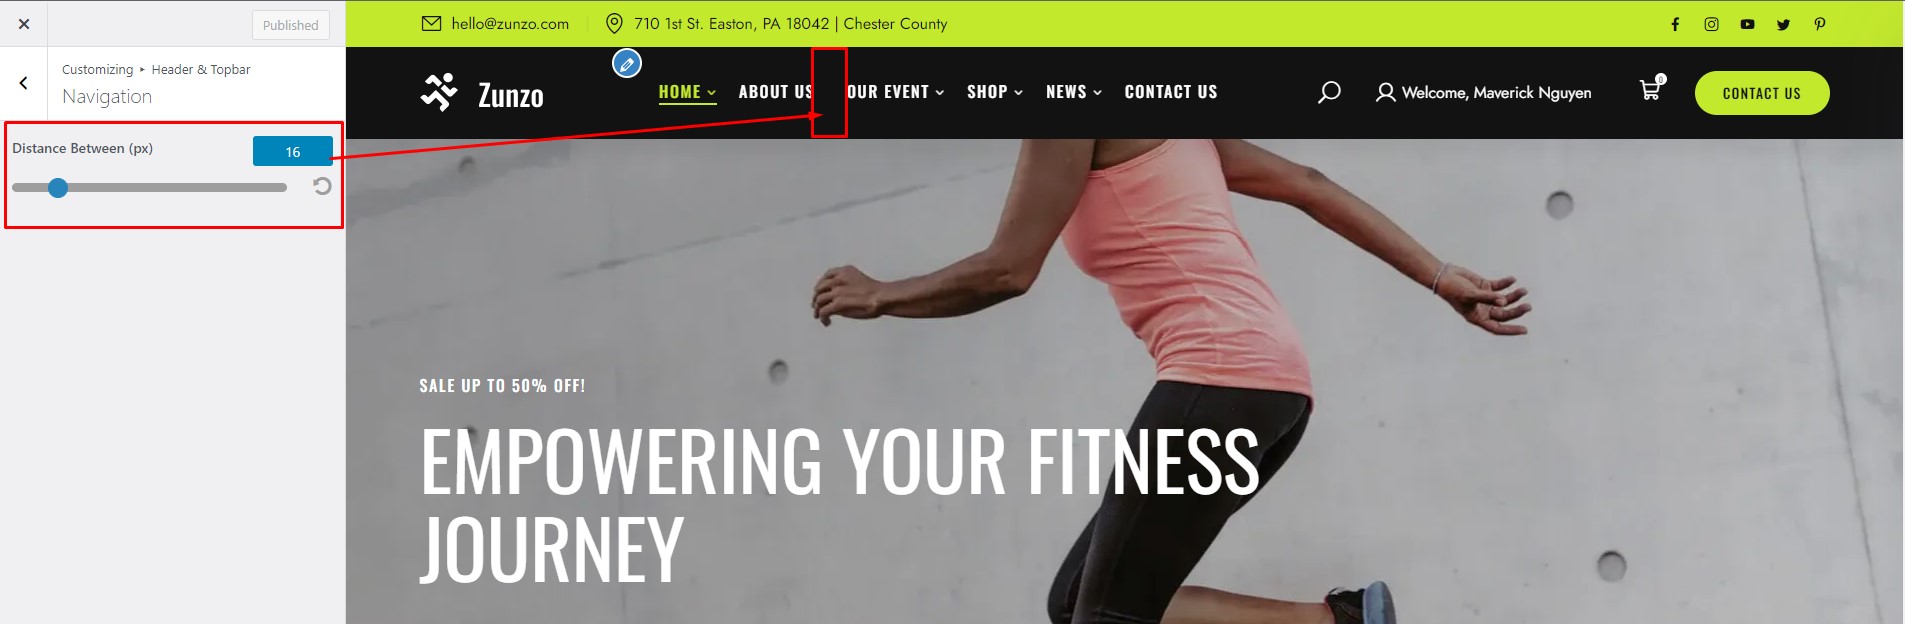 Published
Customizing ▸ Header & Topbar
Navigation
Distance Between (px)
16
hello@zunzo.com
710 1st St. Easton, PA 18042 | Chester County
Zunzo
HOME
ABOUT US
OUR EVENT
SHOP
NEWS
CONTACT US
Welcome, Maverick Nguyen
0
CONTACT US
SALE UP TO 50% OFF!
EMPOWERING YOUR FITNESS
JOURNEY